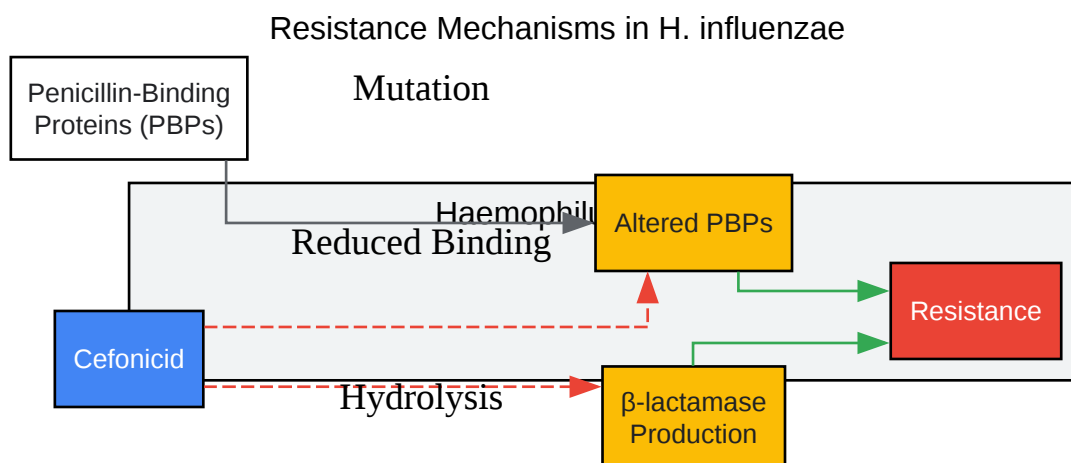 Resistance Mechanisms in H. influenzae
Mutation
Penicillin-Binding
Proteins (PBPs)
Altered PBPs
Reduced Binding
Resistance
Cefonicid
Hydrolysis
β-lactamase
Production